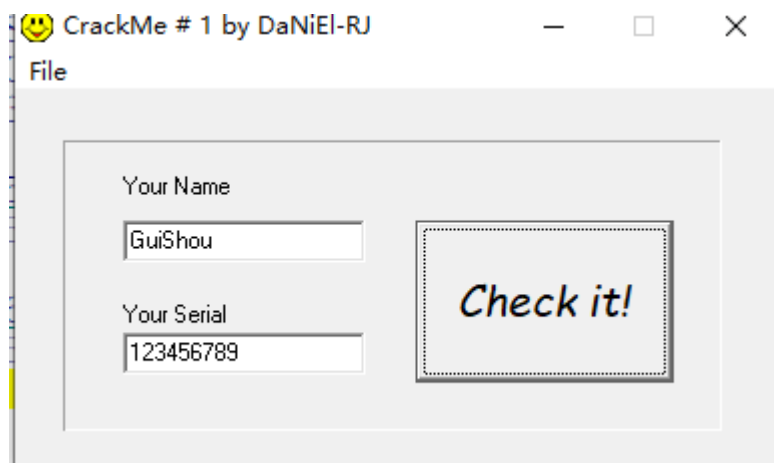 CrackMe # 1 by DaNiEl-RJ
File
Your Name
GuiShou
Check it!
Your Serial
123456789